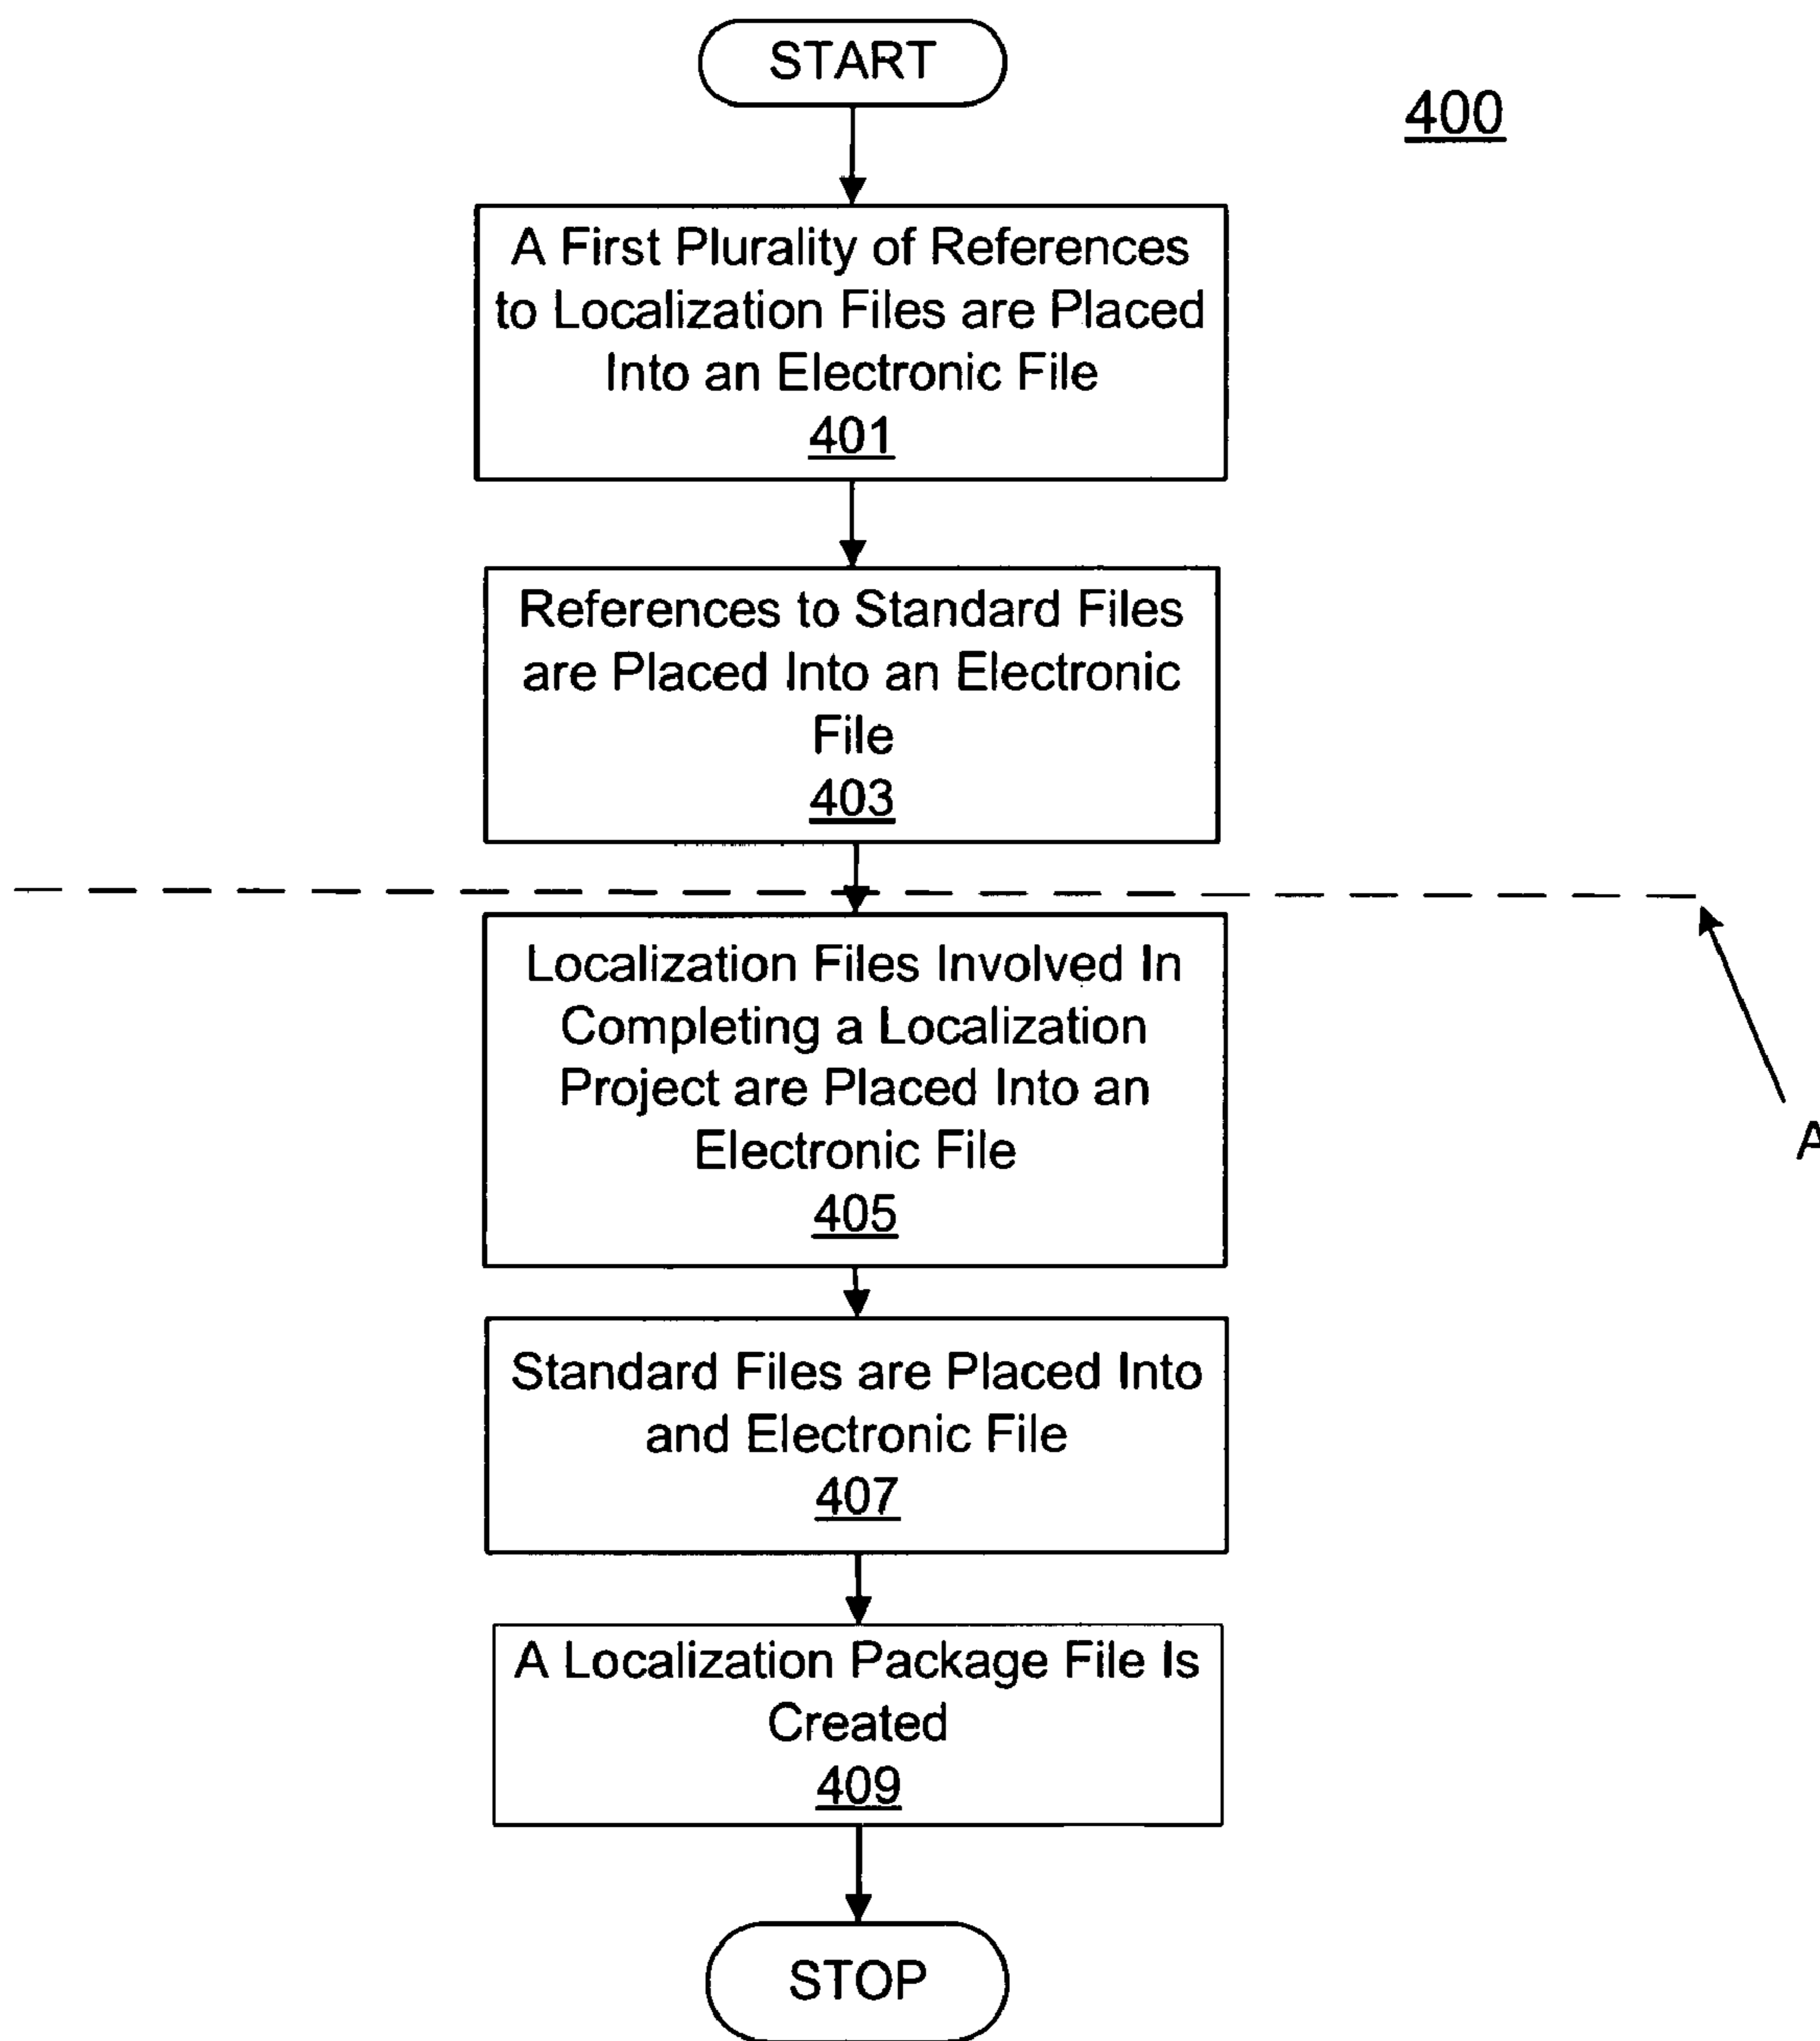 START
400
A First Plurality of References
to Localization Files are Placed
Into an Electronic File
401
References to Standard Files
are Placed Into an Electronic
File
403
Localization Files Involved In
Completing a Localization
Project are Placed Into an
Electronic File
405
A
Standard Files are Placed Into
and Electronic File
407
A Localization Package File Is
Created
409
STOP